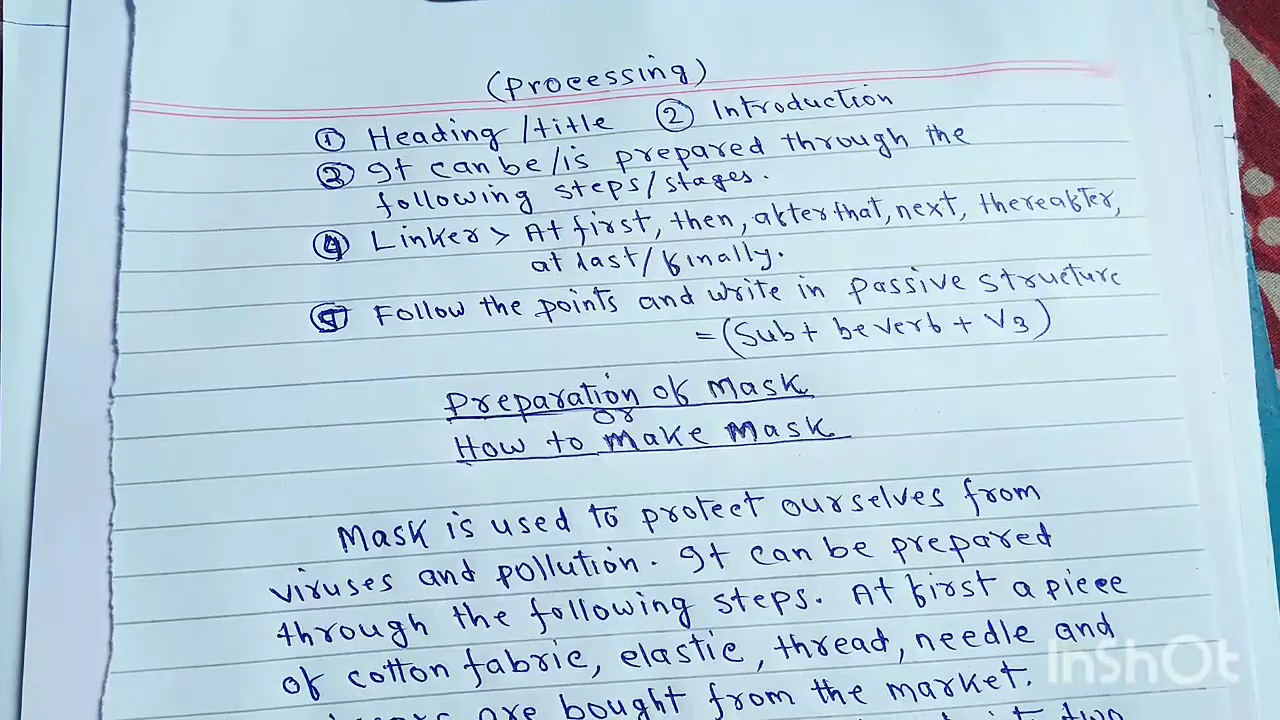 (Processing)
① Heading/title ② Introduction
③ It can be/is prepared through the
following steps/stages.
④ Linker > At first, then, after that, next, thereafter,
at last/finally.
⑤ Follow the points and write in passive structure
= (Sub + be verb + V3)
Preparation of Mask
or
How to make Mask
Mask is used to protect ourselves from
viruses and pollution. It can be prepared
through the following steps. At first a piece
of cotton fabric, elastic, thread, needle and
are bought from the market.
two
InShOt